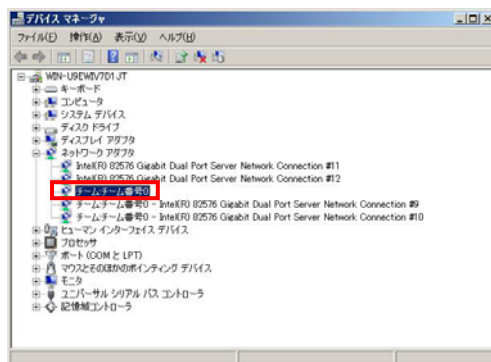 デバイス マネージャ
ファイル(F) 操作(A) 表示(V) ヘルプ(H)
WIN-U9EWIV7D1JT
キーボード
コンピュータ
システム デバイス
ディスク ドライブ
ディスプレイ アダプタ
ネットワーク アダプタ
Intel(R) 82576 Gigabit Dual Port Server Network Connection #11
Intel(R) 82576 Gigabit Dual Port Server Network Connection #12
チーム:チーム番号0
チーム:チーム番号0 - Intel(R) 82576 Gigabit Dual Port Server Network Connection #9
チーム:チーム番号0 - Intel(R) 82576 Gigabit Dual Port Server Network Connection #10
ヒューマン インターフェイス デバイス
プロセッサ
ポート (COM と LPT)
マウスとそのほかのポインティング デバイス
モニタ
ユニバーサル シリアル バス コントローラ
記憶域コントローラ